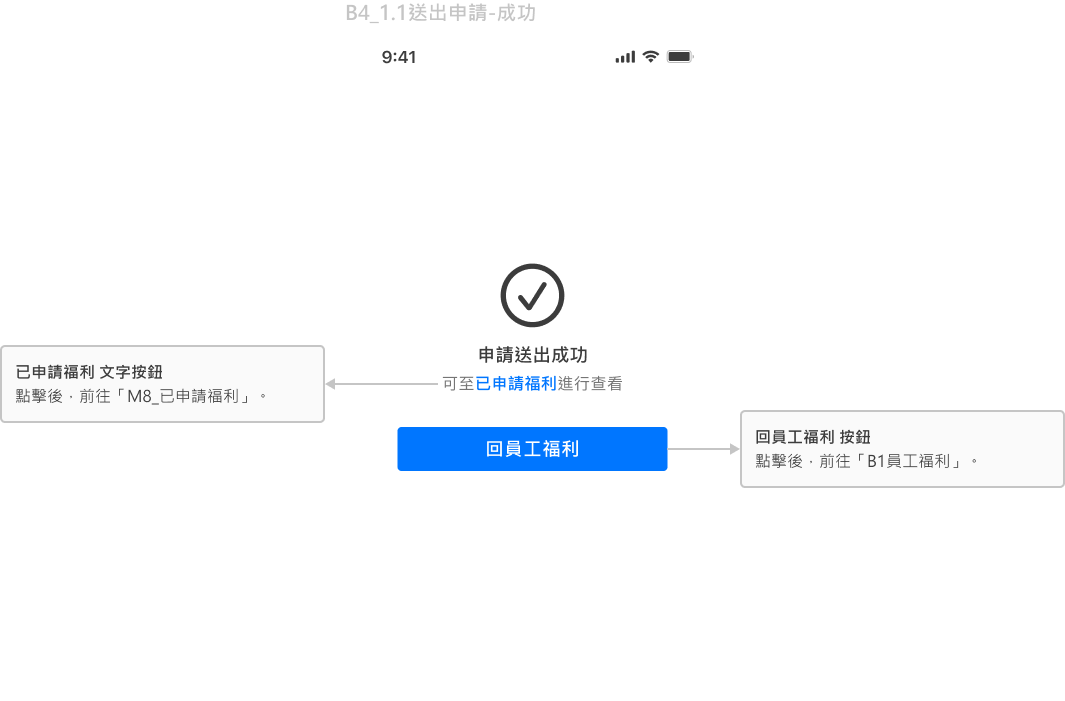 B4_1.1送出申請-成功
9:41
申請送出成功
可至已申請福利進行查看
回員工福利
已申請福利 文字按鈕
點擊後，前往「M8_已申請福利」。
回員工福利 按鈕
點擊後，前往「B1員工福利」。